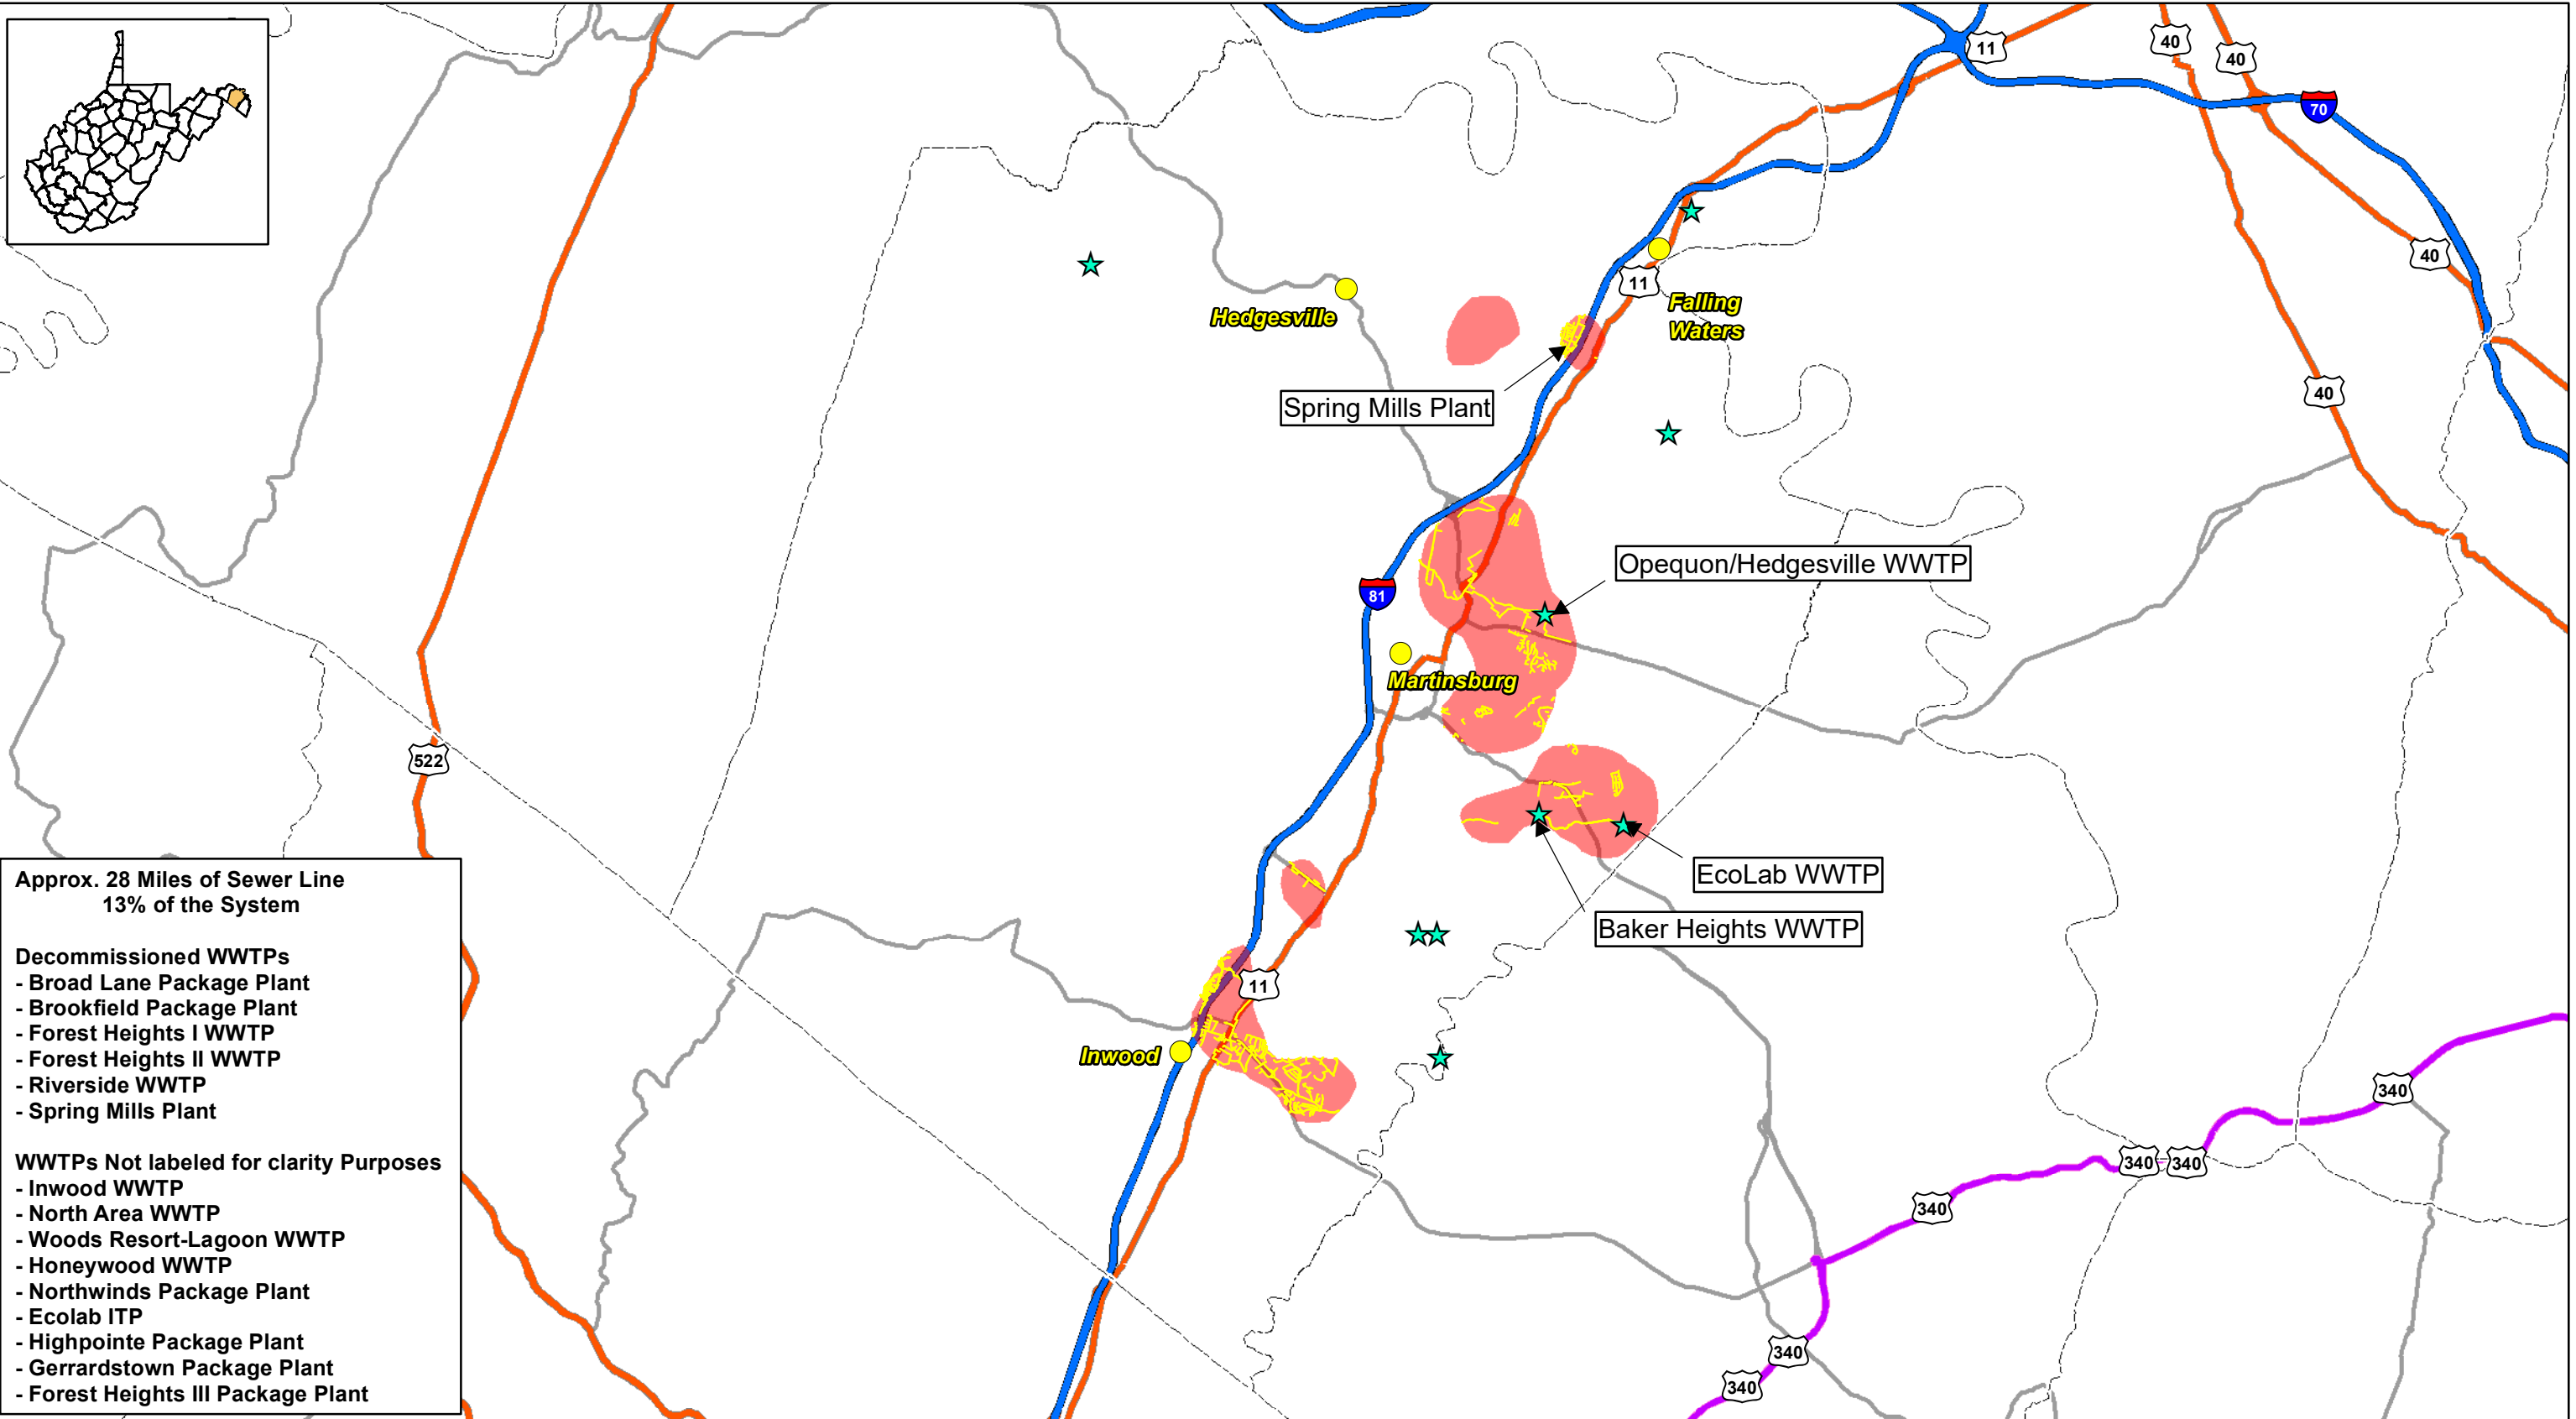 11
40
40
70
40
11
Falling
Waters
Hedgesville
Spring Mills Plant
40
Opequon/Hedgesville WWTP
81
Martinsburg
522
EcoLab WWTP
Baker Heights WWTP
11
Inwood
340
340
340
340
340
340
Approx. 28 Miles of Sewer Line
13% of the System
Decommissioned WWTPs
- Broad Lane Package Plant
- Brookfield Package Plant
- Forest Heights I WWTP
- Forest Heights II WWTP
- Riverside WWTP
- Spring Mills Plant
WWTPs Not labeled for clarity Purposes
- Inwood WWTP
- North Area WWTP
- Woods Resort-Lagoon WWTP
- Honeywood WWTP
- Northwinds Package Plant
- Ecolab ITP
- Highpointe Package Plant
- Gerrardstown Package Plant
- Forest Heights III Package Plant